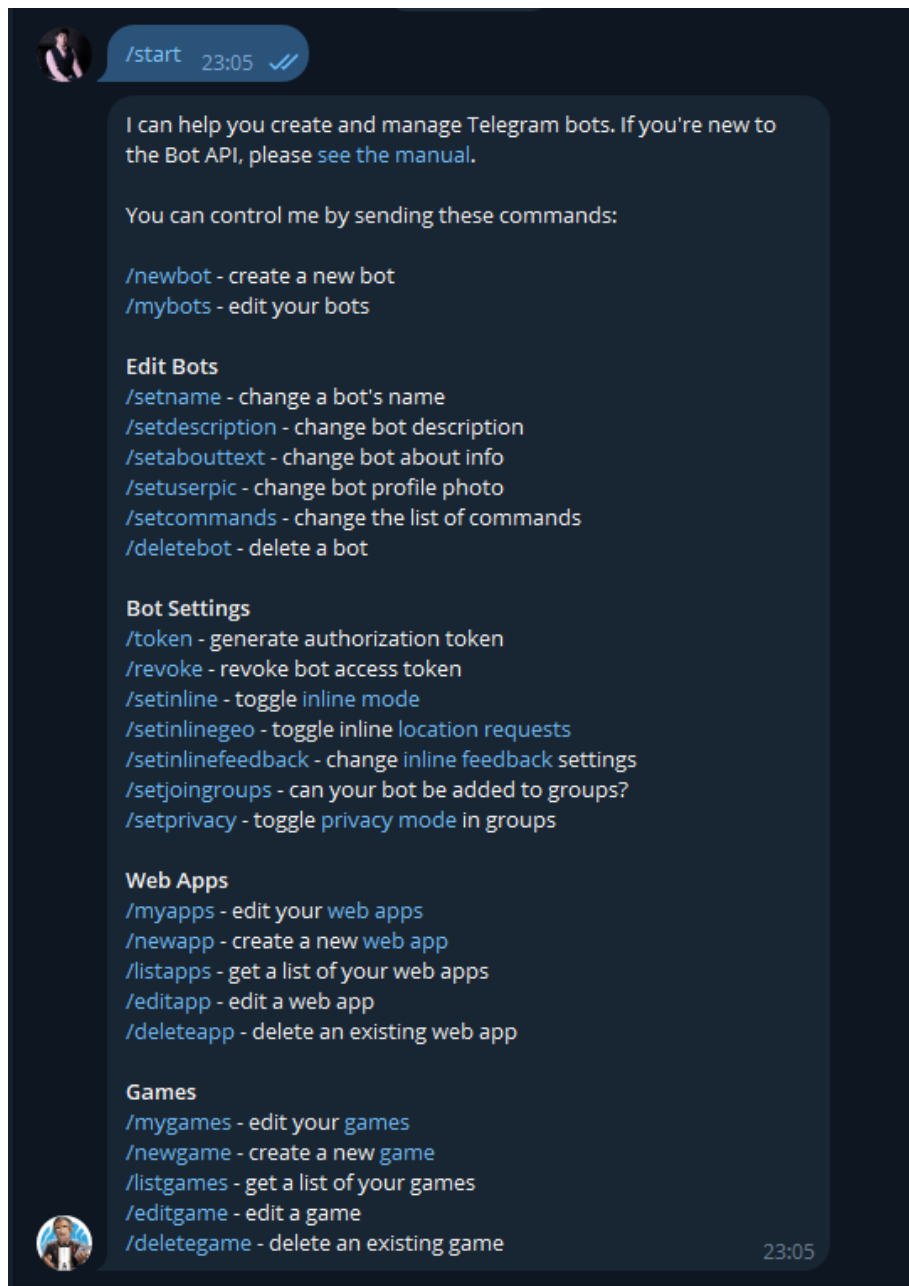 /start 23:05
I can help you create and manage Telegram bots. If you're new to
the Bot API, please see the manual.
You can control me by sending these commands:
/newbot - create a new bot
/mybots - edit your bots
Edit Bots
/setname - change a bot's name
/setdescription - change bot description
/setabouttext - change bot about info
/setuserpic - change bot profile photo
/setcommands - change the list of commands
/deletebot - delete a bot
Bot Settings
/token - generate authorization token
/revoke - revoke bot access token
/setinline - toggle inline mode
/setinlinegeo - toggle inline location requests
/setinlinefeedback - change inline feedback settings
/setjoingroups - can your bot be added to groups?
/setprivacy - toggle privacy mode in groups
Web Apps
/myapps - edit your web apps
/newapp - create a new web app
/listapps - get a list of your web apps
/editapp - edit a web app
/deleteapp - delete an existing web app
Games
/mygames - edit your games
/newgame - create a new game
/listgames - get a list of your games
/editgame - edit a game
/deletegame - delete an existing game
23:05